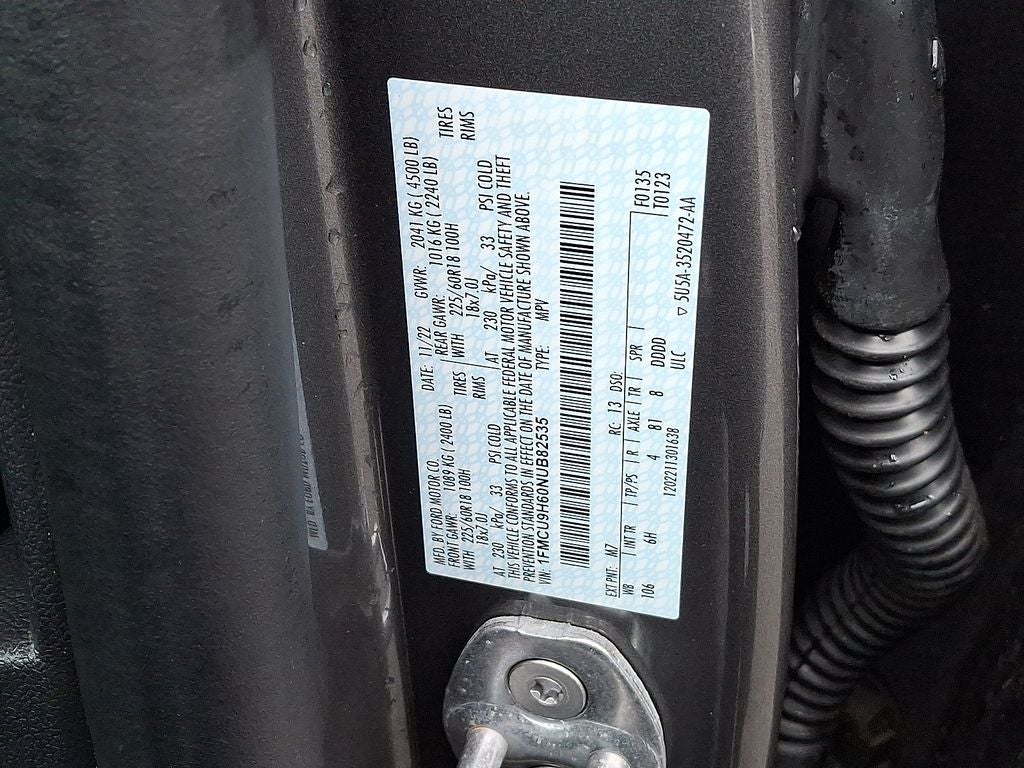 MFD. BY FORD MOTOR CO.
DATE: 11/22 GVWR: 2041 KG ( 4500 LB)
FRONT GAWR: 1089 KG (2400 LB) REAR GAWR: 1016 KG ( 2240 LB)
WITH 225/60R18 100H TIRES WITH 225/60R18 100H TIRES
18x7.0J RIMS 18x7.0J RIMS
AT 230 kPa/ 33 PSI COLD AT 230 kPa/ 33 PSI COLD
THIS VEHICLE CONFORMS TO ALL APPLICABLE FEDERAL MOTOR VEHICLE SAFETY AND THEFT
PREVENTION STANDARDS IN EFFECT ON THE DATE OF MANUFACTURE SHOWN ABOVE.
VIN: 1FMCU9H60NUB82535 TYPE: MPV
EXT PNT: M7 RC: 13 DSO: F0135
WB INT TR TP/PS R AXLE TR SPR T0123
106 6H 4 81 8 DDDD
1202211301638 ULC ▽ 5U5A-3520472-AA